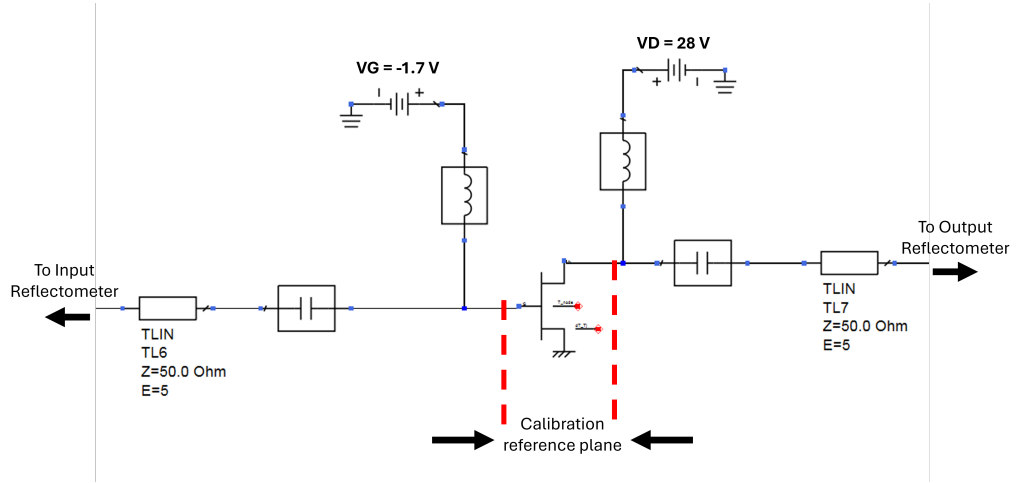 VD = 28 V
VG = -1.7 V
+
+
To Input
Reflectometer
To Output
Reflectometer
TLIN
TL6
Z=50.0 Ohm
E=5
TLIN
TL7
Z=50.0 Ohm
E=5
Calibration
reference plane